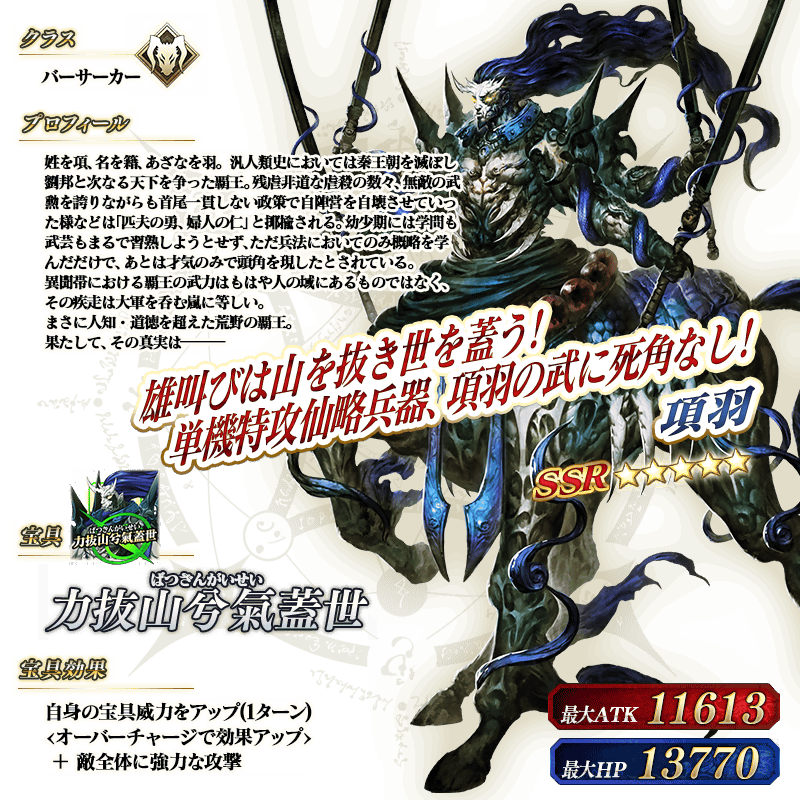 クラス
バーサーカー
プロフィール
姓を項、名を籍、あざなを羽。汎人類史においては秦王朝を滅ぼし
劉邦と次なる天下を争った覇王。残虐非道な虐殺の数々、無敵の武
勲を誇りながらも首尾一貫しない政策で自陣営を自壊させていっ
た様などは「匹夫の勇、婦人の仁」と揶揄される。幼少期には学問も
武芸もまるで習熟しようとせず、ただ兵法においてのみ概略を学
んだだけで、あとは才気のみで頭角を現したとされている。
異聞帯における覇王の武力はもはや人の域にあるものではなく、
その疾走は大軍を呑む嵐に等しい。
まさに人知・道徳を超えた荒野の覇王。
果たして、その真実は───
雄叫びは山を抜き世を蓋う!
単機特攻仙略兵器、項羽の武に死角なし!
項羽
SSR ★★★★★
宝具
ばつざんがいせい
力抜山兮氣蓋世
ばつざんがいせい
力抜山兮氣蓋世
宝具効果
自身の宝具威力をアップ(1ターン)
<オーバーチャージで効果アップ>
+ 敵全体に強力な攻撃
最大ATK 11613
最大HP 13770